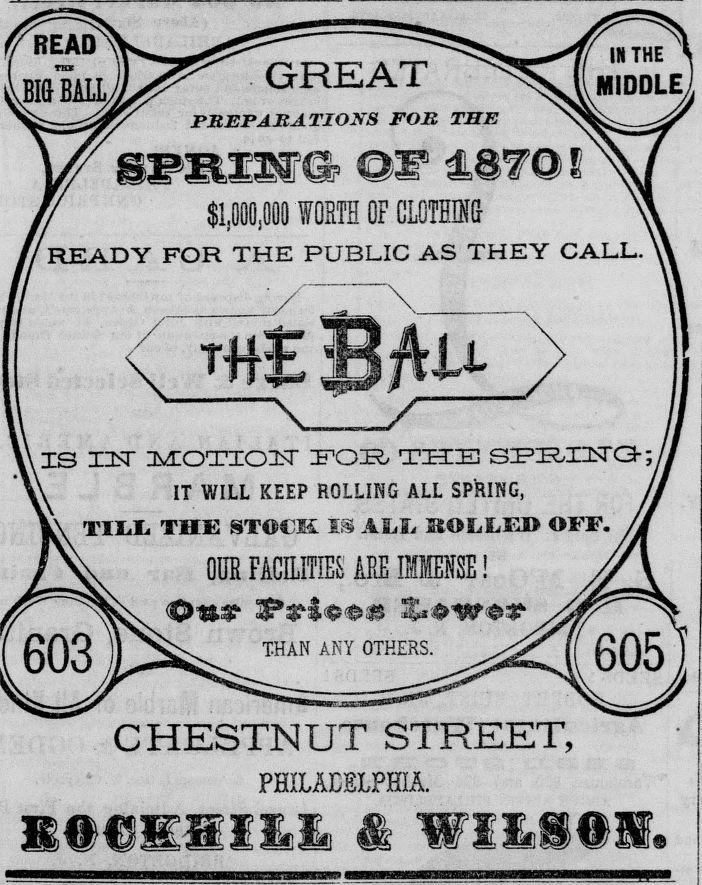 READ
THE
BIG BALL
IN THE
MIDDLE
GREAT
PREPARATIONS FOR THE
SPRING OF 1870!
$1,000,000 WORTH OF CLOTHING
READY FOR THE PUBLIC AS THEY CALL.
THE BALL
IS IN MOTION FOR THE SPRING;
IT WILL KEEP ROLLING ALL SPRING,
TILL THE STOCK IS ALL ROLLED OFF.
OUR FACILITIES ARE IMMENSE!
Our Prices Lower
THAN ANY OTHERS.
603
605
CHESTNUT STREET,
PHILADELPHIA.
ROCKHILL & WILSON.